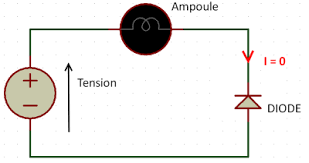 Ampoule
I = 0
Tension
DIODE